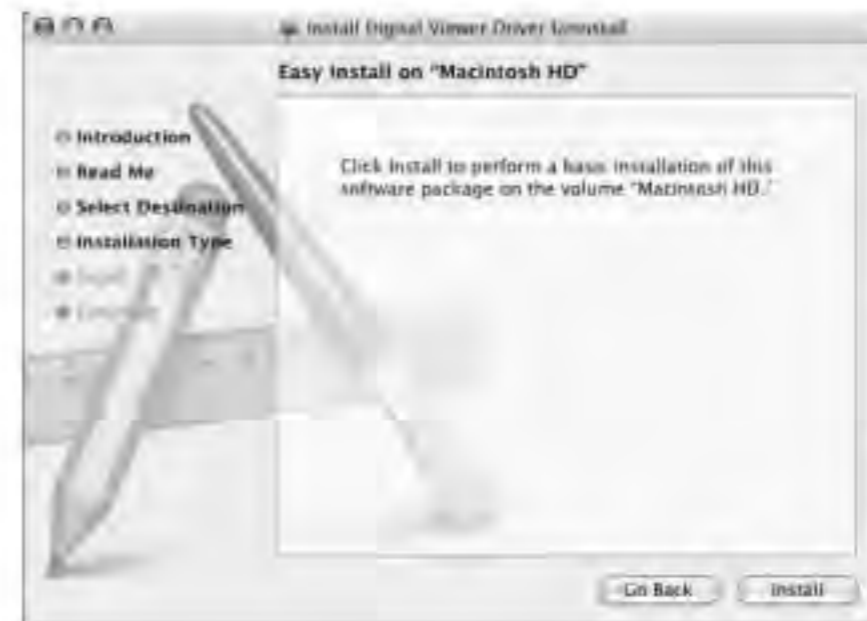 Install Digital Viewer Driver Uninstall
Easy Install on "Macintosh HD"
Introduction
Read Me
Select Destination
Installation Type
Click Install to perform a basic installation of this
software package on the volume "Macintosh HD."
Go Back
Install